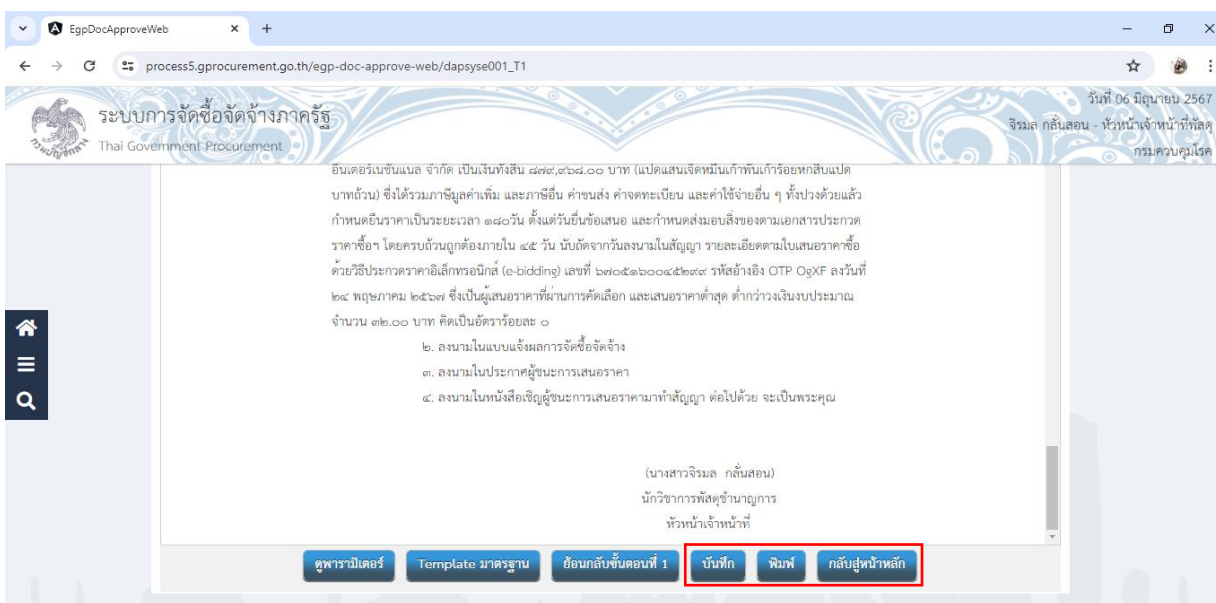 EgpDocApproveWeb
process5.gprocurement.go.th/egp-doc-approve-web/dapsyse001_T1
ระบบการจัดซื้อจัดจ้างภาครัฐ
Thai Government Procurement
วันที่ 06 มิถุนายน 2567
จิรมล กลั่นสอน - หัวหน้าเจ้าหน้าที่พัสดุ
กรมควบคุมโรค
อินเตอร์เนชั่นแนล จำกัด เป็นเงินทั้งสิ้น ๘๗๙,๙๖๘.๐๐ บาท (แปดแสนเจ็ดหมื่นเก้าพันเก้าร้อยหกสิบแปด
บาทถ้วน) ซึ่งได้รวมภาษีมูลค่าเพิ่ม และภาษีอื่น ค่าขนส่ง ค่าจดทะเบียน และค่าใช้จ่ายอื่น ๆ ทั้งปวงด้วยแล้ว
กำหนดยืนราคาเป็นระยะเวลา ๑๘๐วัน ตั้งแต่วันยื่นข้อเสนอ และกำหนดส่งมอบสิ่งของตามเอกสารประกวด
ราคาซื้อฯ โดยครบถ้วนถูกต้องภายใน ๔๕ วัน นับถัดจากวันลงนามในสัญญา รายละเอียดตามใบเสนอราคาซื้อ
ด้วยวิธีประกวดราคาอิเล็กทรอนิกส์ (e-bidding) เลขที่ ๖๗๐๕๑๖๐๐๔๕๒๙๙ รหัสอ้างอิง OTP OgXF ลงวันที่
๒๔ พฤษภาคม ๒๕๖๗ ซึ่งเป็นผู้เสนอราคาที่ผ่านการคัดเลือก และเสนอราคาต่ำสุด ต่ำกว่าวงเงินงบประมาณ
จำนวน ๓๒.๐๐ บาท คิดเป็นอัตราร้อยละ ๐
๒. ลงนามในแบบแจ้งผลการจัดซื้อจัดจ้าง
๓. ลงนามในประกาศผู้ชนะการเสนอราคา
๔. ลงนามในหนังสือเชิญผู้ชนะการเสนอราคามาทำสัญญา ต่อไปด้วย จะเป็นพระคุณ
(นางสาวจิรมล กลั่นสอน)
นักวิชาการพัสดุชำนาญการ
หัวหน้าเจ้าหน้าที่
ดูพารามิเตอร์ Template มาตรฐาน ย้อนกลับขั้นตอนที่ 1 บันทึก พิมพ์ กลับสู่หน้าหลัก